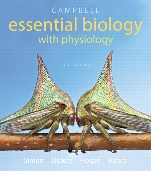 CAMPBELL
essential biology
with physiology
Simon Dickey Hogan Reece